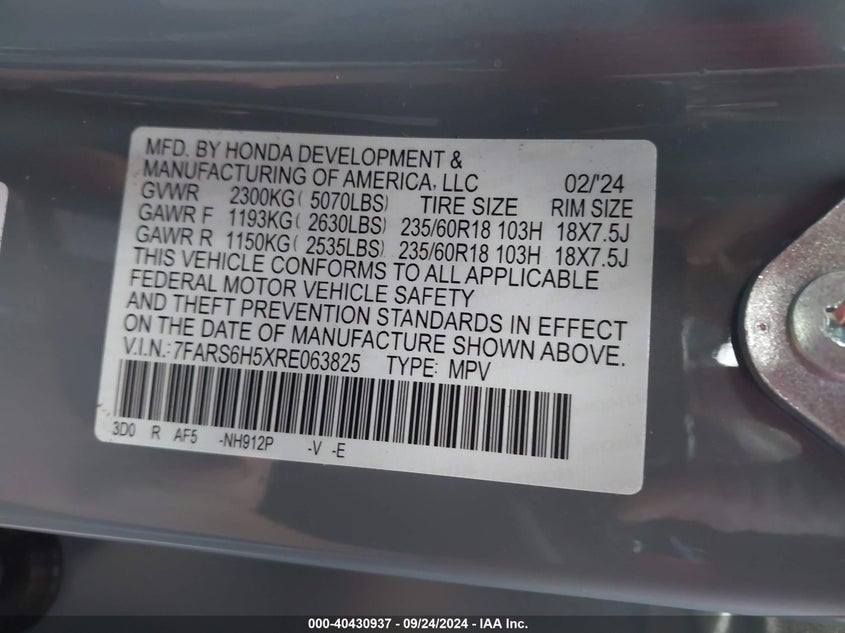 MFD. BY HONDA DEVELOPMENT &
MANUFACTURING OF AMERICA, LLC 02/'24
GVWR 2300KG( 5070LBS) TIRE SIZE RIM SIZE
GAWR F 1193KG( 2630LBS) 235/60R18 103H 18X7.5J
GAWR R 1150KG( 2535LBS) 235/60R18 103H 18X7.5J
THIS VEHICLE CONFORMS TO ALL APPLICABLE
FEDERAL MOTOR VEHICLE SAFETY
AND THEFT PREVENTION STANDARDS IN EFFECT
ON THE DATE OF MANUFACTURE SHOWN ABOVE.
V.I.N.:7FARS6H5XRE063825 TYPE: MPV
3D0 R AF5 -NH912P -V -E
000-40430937 - 09/24/2024 - IAA Inc.